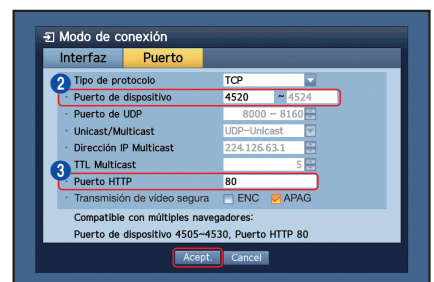 Modo de conexión
Interfaz Puerto
2 · Tipo de protocolo TCP
· Puerto de dispositivo 4520 ~ 4524
· Puerto de UDP 8000 ~ 8160
· Unicast/Multicast UDP-Unicast
· Dirección IP Multicast 224.126.63.1
· TTL Multicast 5
3 · Puerto HTTP 80
· Transmisión de vídeo segura ENC APAG
Compatible con múltiples navegadores:
Puerto de dispositivo 4505~4530, Puerto HTTP 80
Acept. Cancel